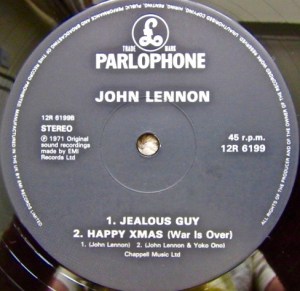 TRADE MARK
PARLOPHONE
JOHN LENNON
12R 6199B
STEREO
℗ 1971 Original
sound recordings
made by EMI
Records Ltd
45 r.p.m.
12R 6199
1. JEALOUS GUY
2. HAPPY XMAS (War Is Over)
1. (John Lennon) 2. (John Lennon & Yoko Ono)
Chappell Music Ltd